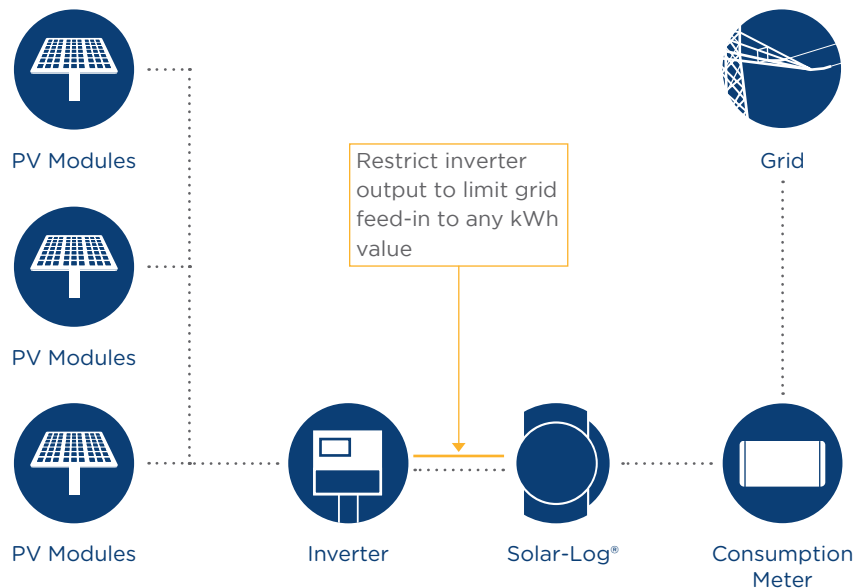 PV Modules
Grid
Restrict inverter
output to limit grid
feed-in to any kWh
value
PV Modules
PV Modules
Inverter
Solar-Log®
Consumption
Meter